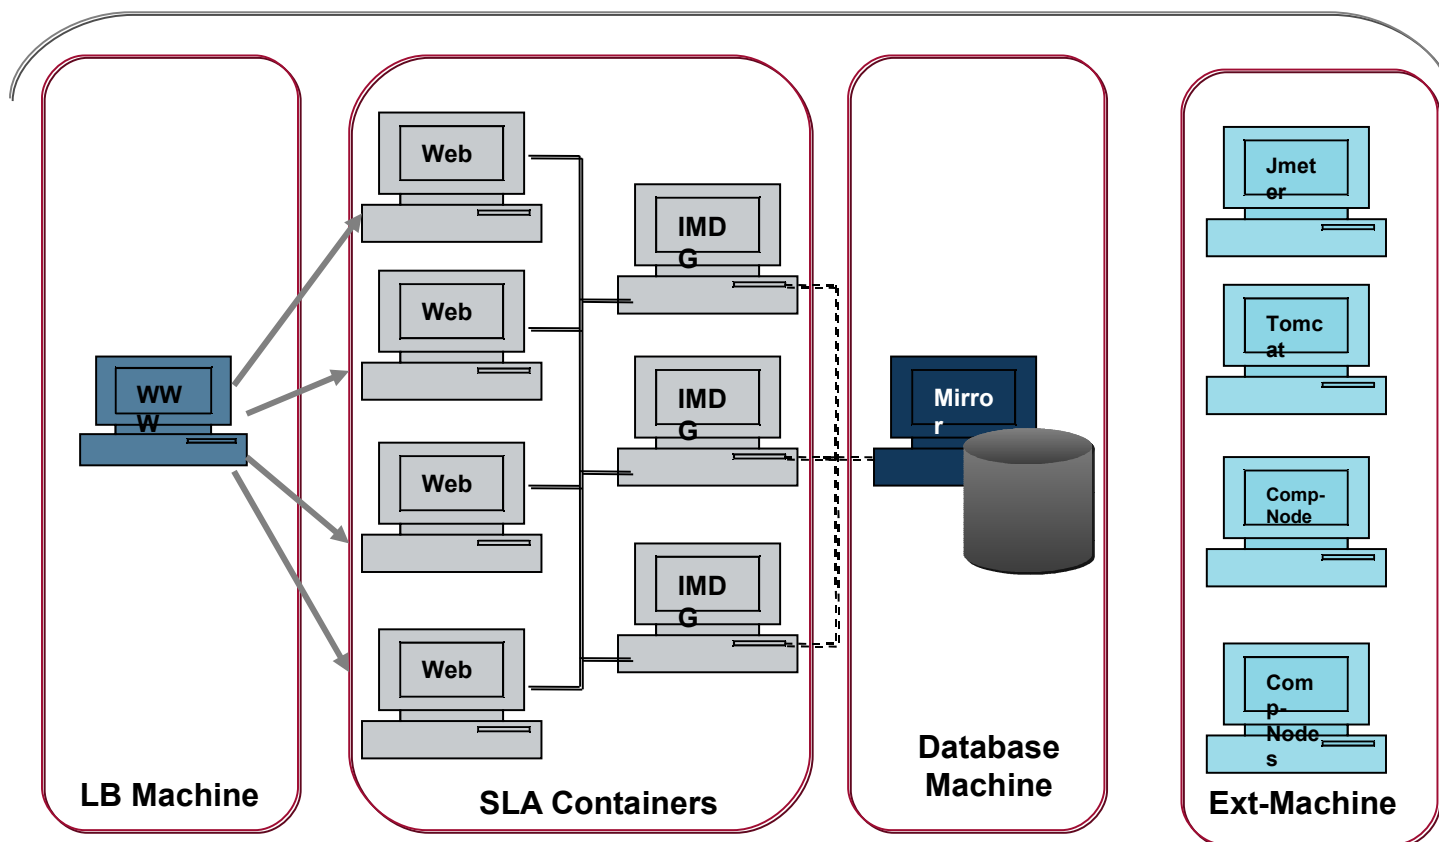 WW
W
LB Machine
Web
Web
Web
Web
IMD
G
IMD
G
IMD
G
SLA Containers
Mirro
r
Database
Machine
Jmet
er
Tomc
at
Comp-
Node
Com
p-
Node
s
Ext-Machine